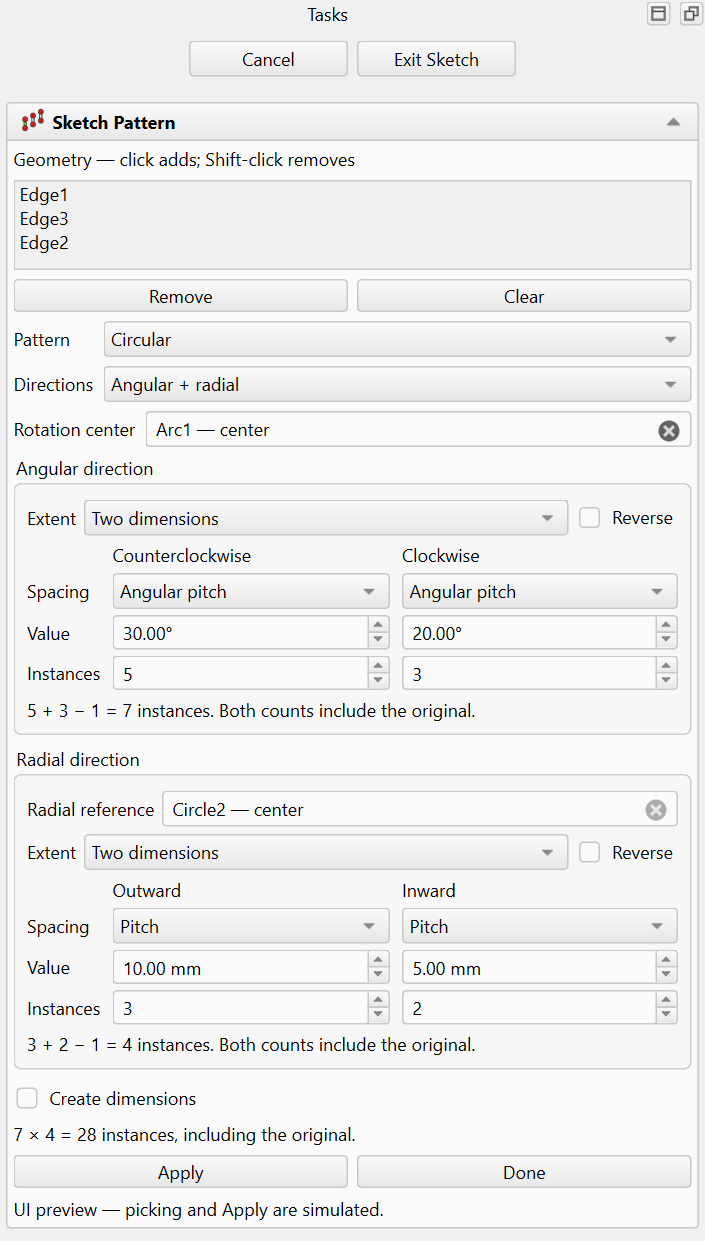 Tasks
Cancel Exit Sketch
Sketch Pattern
Geometry — click adds; Shift-click removes
Edge1
Edge3
Edge2
Remove Clear
Pattern Circular
Directions Angular + radial
Rotation center Arc1 — center
Angular direction
Extent Two dimensions Reverse
Counterclockwise Clockwise
Spacing Angular pitch Angular pitch
Value 30.00° 20.00°
Instances 5 3
5 + 3 − 1 = 7 instances. Both counts include the original.
Radial direction
Radial reference Circle2 — center
Extent Two dimensions Reverse
Outward Inward
Spacing Pitch Pitch
Value 10.00 mm 5.00 mm
Instances 3 2
3 + 2 − 1 = 4 instances. Both counts include the original.
Create dimensions
7 × 4 = 28 instances, including the original.
Apply Done
UI preview — picking and Apply are simulated.